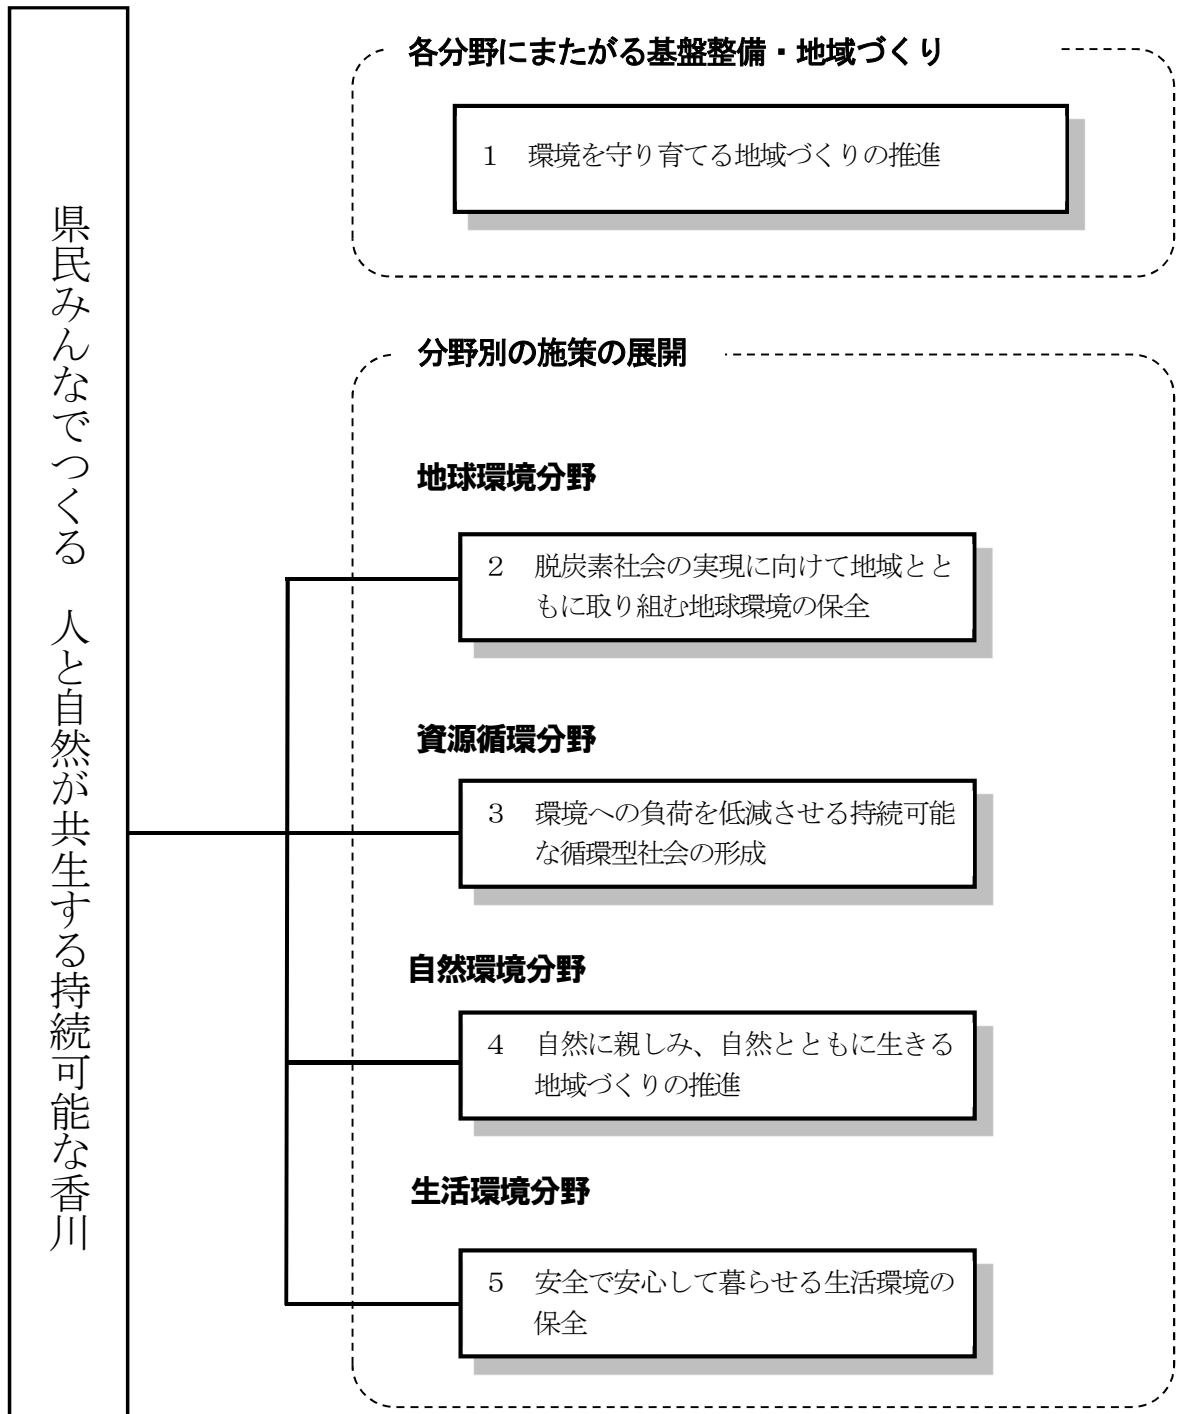 県民みんなでつくる　人と自然が共生する持続可能な香川
各分野にまたがる基盤整備・地域づくり
１　環境を守り育てる地域づくりの推進
分野別の施策の展開
地球環境分野
２　脱炭素社会の実現に向けて地域とと
もに取り組む地球環境の保全
資源循環分野
３　環境への負荷を低減させる持続可能
な循環型社会の形成
自然環境分野
４　自然に親しみ、自然とともに生きる
地域づくりの推進
生活環境分野
５　安全で安心して暮らせる生活環境の
保全